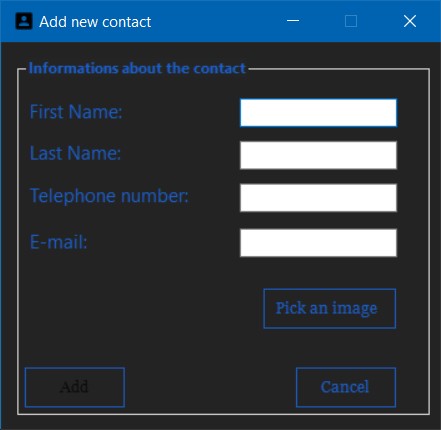 Add new contact
Informations about the contact
First Name:
Last Name:
Telephone number:
E-mail:
Pick an image
Add
Cancel